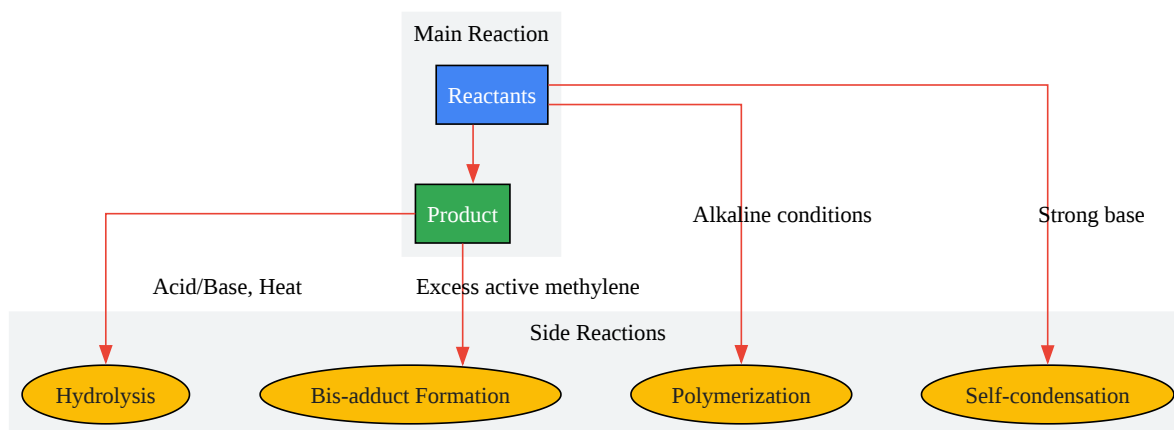 Main Reaction
Reactants
Product
Alkaline conditions
Strong base
Acid/Base, Heat
Excess active methylene
Side Reactions
Hydrolysis
Bis-adduct Formation
Polymerization
Self-condensation